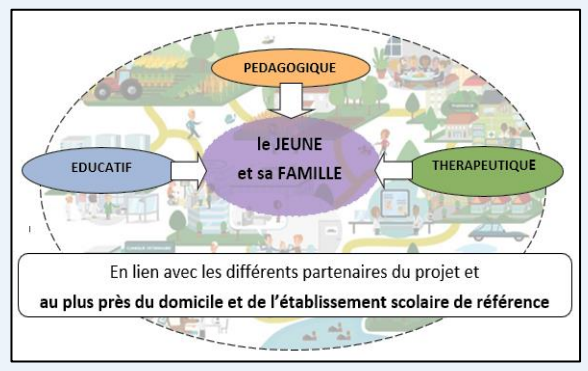 PEDAGOGIQUE
le JEUNE
et sa FAMILLE
EDUCATIF
THERAPEUTIQUE
En lien avec les différents partenaires du projet et
au plus près du domicile et de l'établissement scolaire de référence